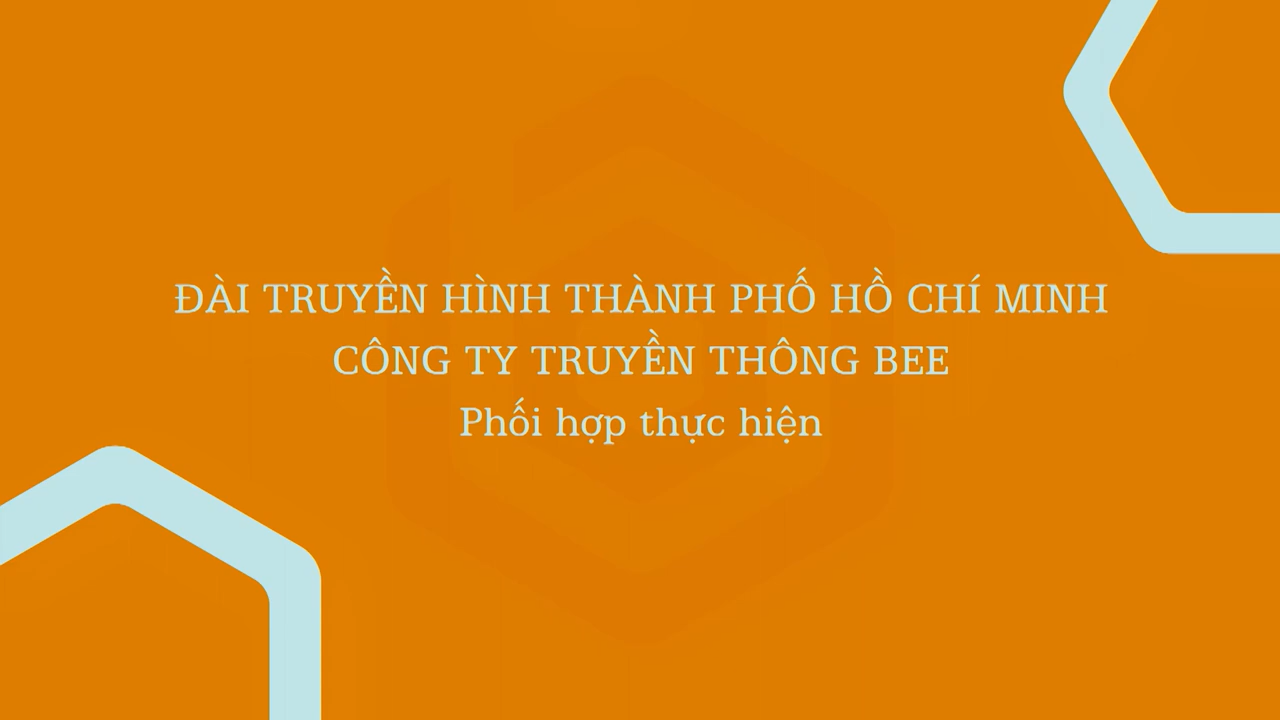 ĐÀI TRUYỀN HÌNH THÀNH PHỐ HỒ CHÍ MINH
CÔNG TY TRUYỀN THÔNG BEE
Phối hợp thực hiện